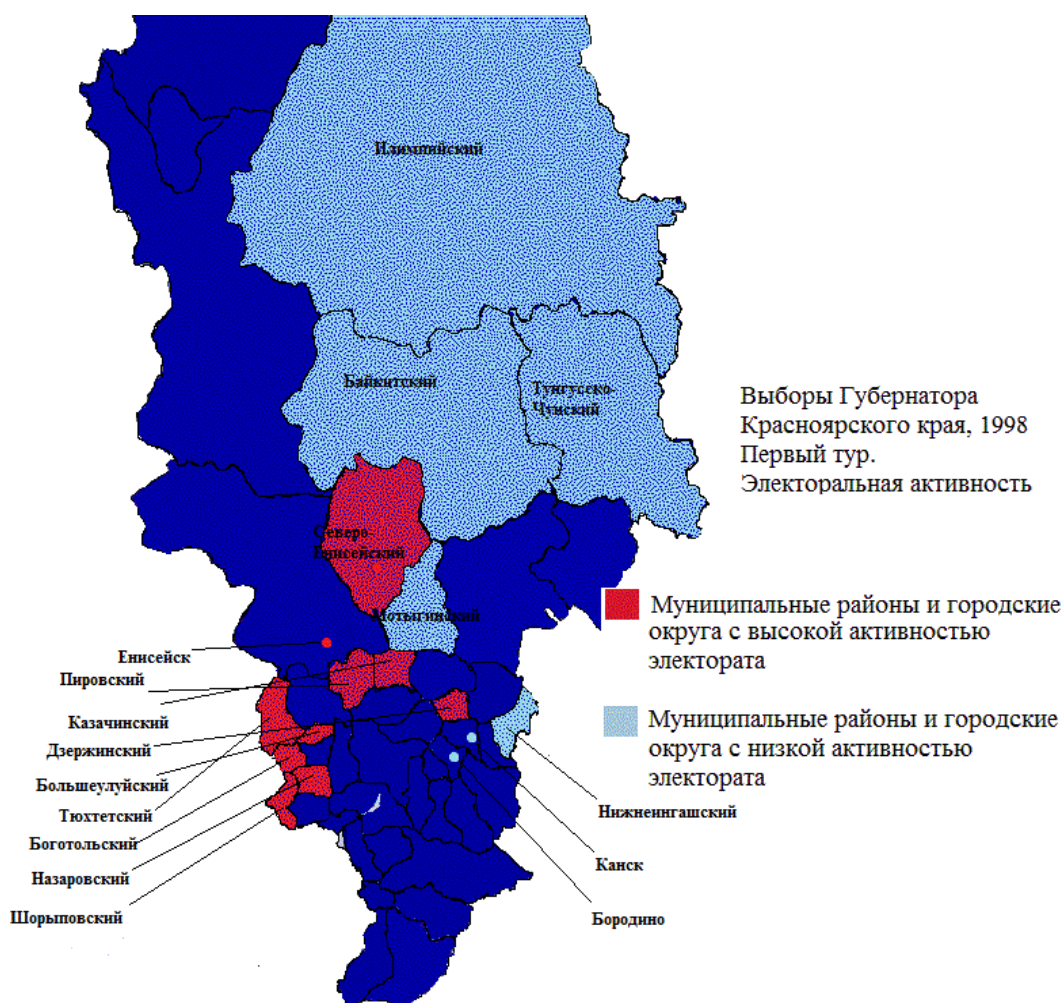 Илимпийский
Байкитский
Тунгусско-
Чунский
Выборы Губернатора
Красноярского края, 1998
Первый тур.
Электоральная активность
Северо-
Енисейский
Мотыгинский
Муниципальные районы и городские
округа с высокой активностью
электората
Енисейск
Пировский
Казачинский
Дзержинский
Большеулуйский
Тюхтетский
Боготольский
Назаровский
Шорыповский
Муниципальные районы и городские
округа с низкой активностью
электората
Нижнеингашский
Канск
Бородино